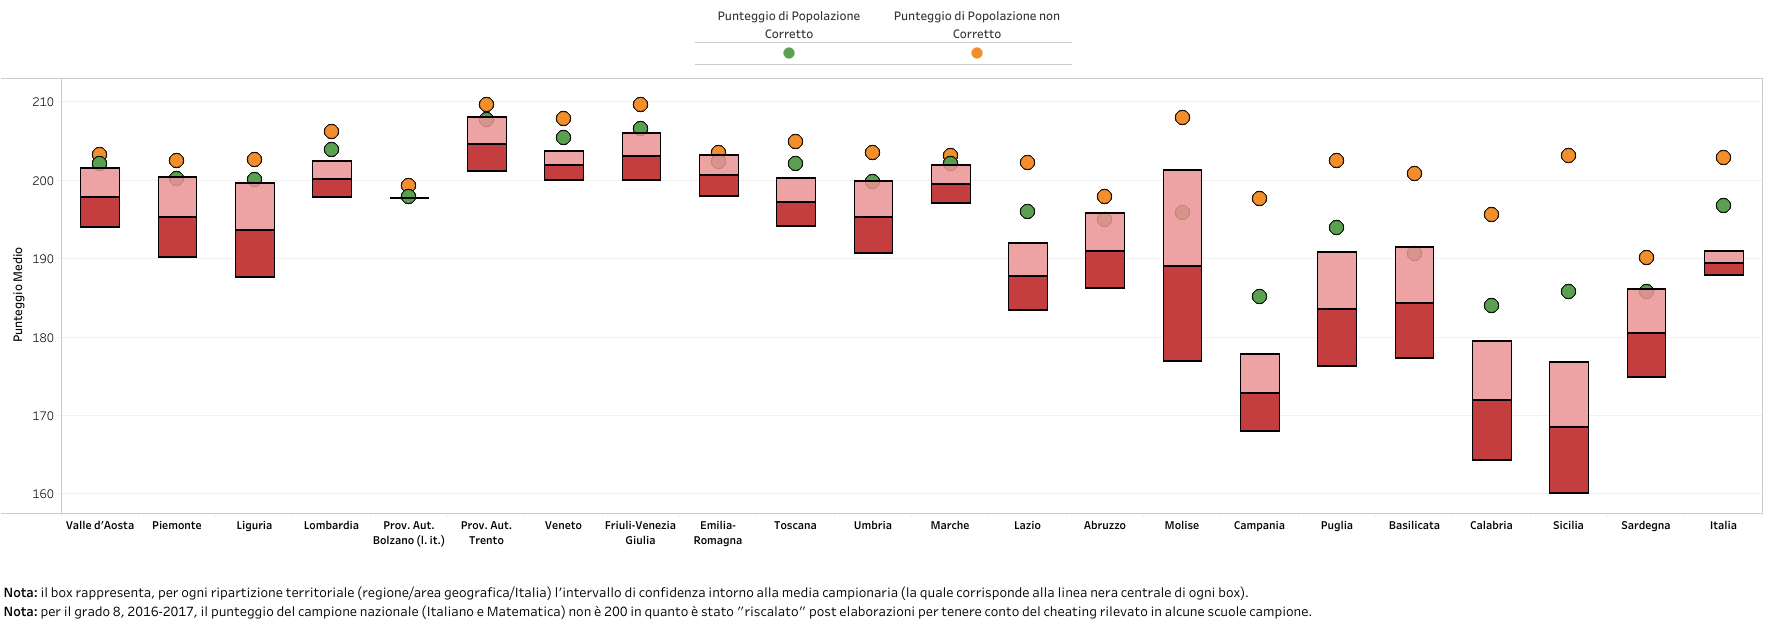 Punteggio di Popolazione Corretto
Punteggio di Popolazione non Corretto
Punteggio Medio
210
200
190
180
170
160
Valle d’Aosta
Piemonte
Liguria
Lombardia
Prov. Aut.
Bolzano (l. it.)
Prov. Aut.
Trento
Veneto
Friuli-Venezia
Giulia
Emilia-
Romagna
Toscana
Umbria
Marche
Lazio
Abruzzo
Molise
Campania
Puglia
Basilicata
Calabria
Sicilia
Sardegna
Italia
Nota: il box rappresenta, per ogni ripartizione territoriale (regione/area geografica/Italia) l’intervallo di confidenza intorno alla media campionaria (la quale corrisponde alla linea nera centrale di ogni box).
Nota: per il grado 8, 2016-2017, il punteggio del campione nazionale (Italiano e Matematica) non è 200 in quanto è stato ”riscalato” post elaborazioni per tenere conto del cheating rilevato in alcune scuole campione.